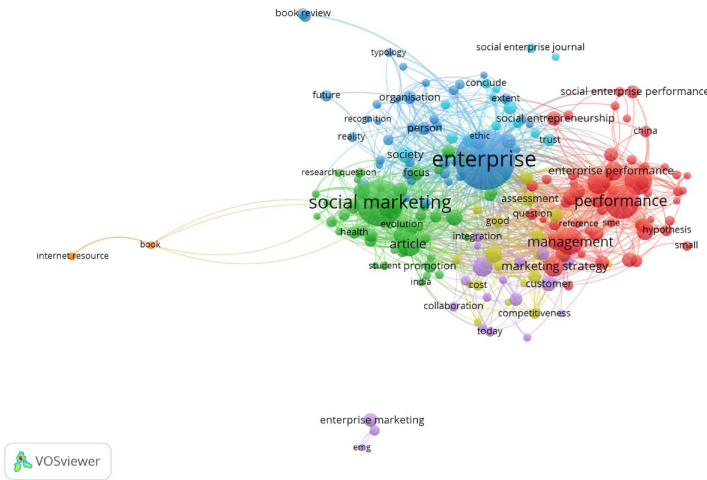 book review
social enterprise journal
typology
conclude
future
organisation
extent
social enterprise performance
recognition
social entrepreneurship
person
ethic
china
reality
trust
society
enterprise
research question
focus
enterprise performance
social marketing
assessment
performance
evolution
good
question
reference
sme
hypothesis
health
article
integration
management
small
book
internet resource
student
promotion
marketing strategy
india
cost
customer
collaboration
competitiveness
today
enterprise marketing
emg
VOSviewer